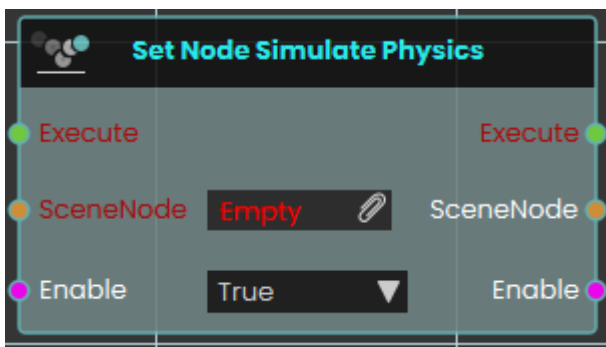 Set Node Simulate Physics
Execute Execute
SceneNode Empty SceneNode
Enable True Enable